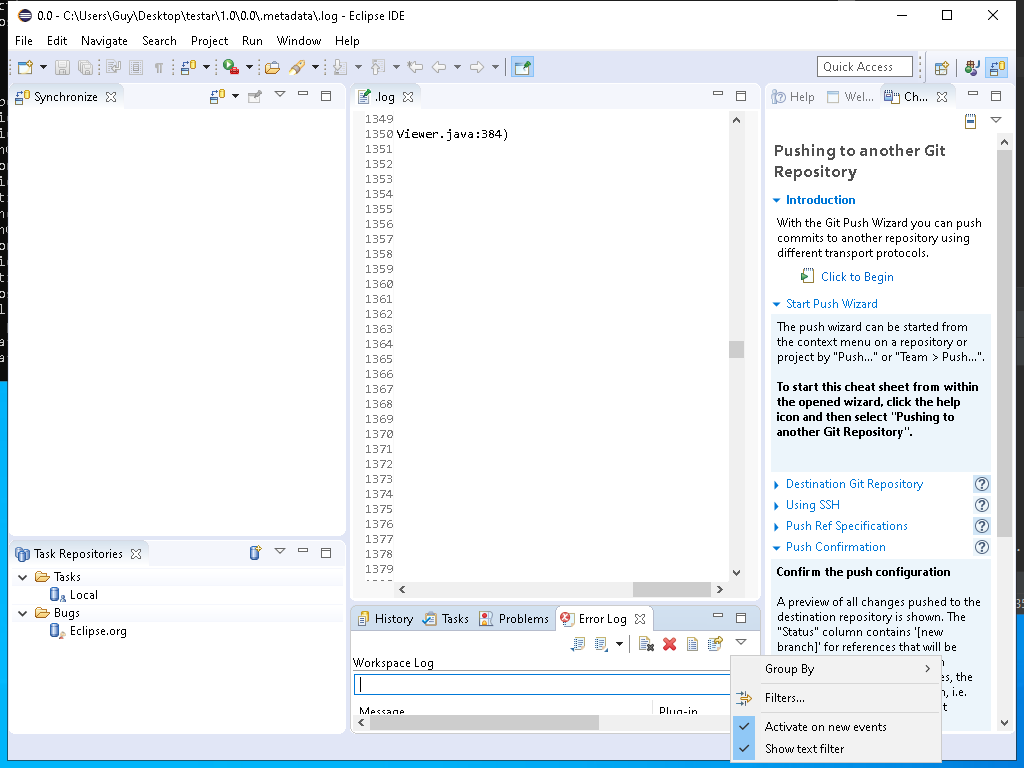 0.0 - C:\Users\Guy\Desktop\testar\1.0\0.0\.metadata\.log - Eclipse IDE
File Edit Navigate Search Project Run Window Help
Quick Access
Synchronize
.log
Help Wel... Ch...
1349
1350 Viewer.java:384)
1351
1352
1353
1354
1355
1356
1357
1358
1359
1360
1361
1362
1363
1364
1365
1366
1367
1368
1369
1370
1371
1372
1373
1374
1375
1376
1377
1378
1379
Pushing to another Git
Repository
Introduction
With the Git Push Wizard you can push
commits to another repository using
different transport protocols.
Click to Begin
Start Push Wizard
The push wizard can be started from
the context menu on a repository or
project by "Push..." or "Team > Push...".
To start this cheat sheet from within
the opened wizard, click the help
icon and then select "Pushing to
another Git Repository".
Destination Git Repository
Using SSH
Push Ref Specifications
Push Confirmation
Confirm the push configuration
A preview of all changes pushed to the
destination repository is shown. The
"Status" column contains '[new
branch]' for references that will be
es, the
, i.e.
t
Task Repositories
Tasks
Local
Bugs
Eclipse.org
History Tasks Problems Error Log
Workspace Log
Message Plug-in
Group By
Filters...
Activate on new events
Show text filter